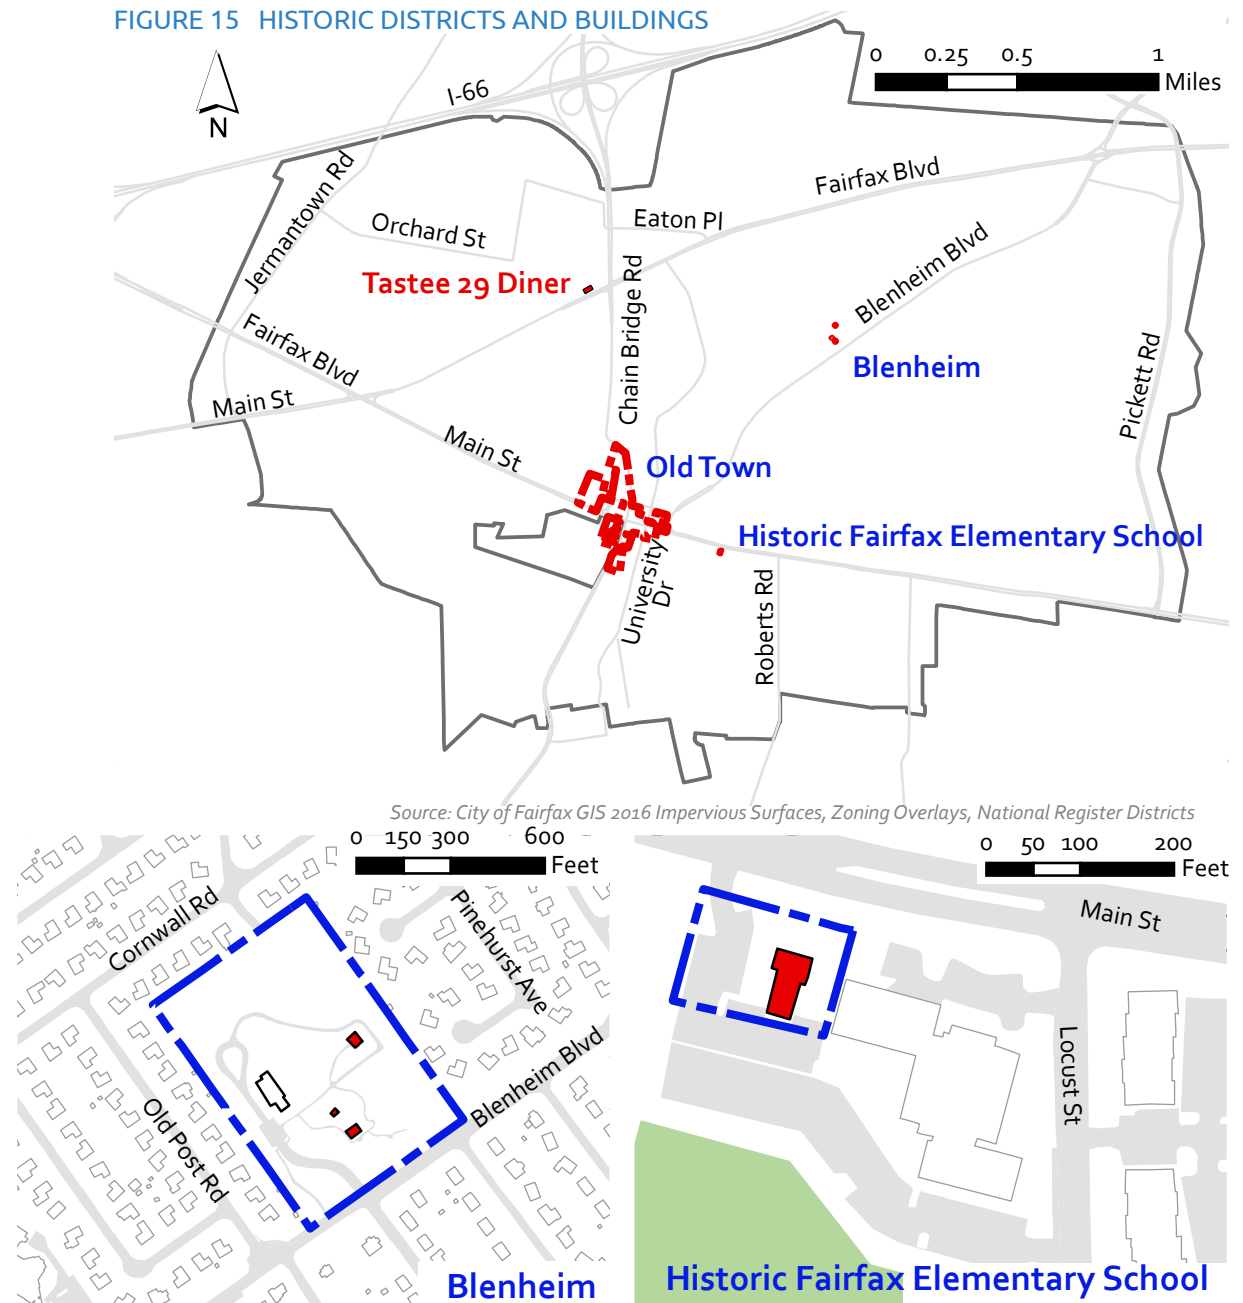 FIGURE 15 HISTORIC DISTRICTS AND BUILDINGS
0 0.25 0.5 1
Miles
N
I-66
Jermantown Rd
Orchard St
Eaton Pl
Fairfax Blvd
Tastee 29 Diner
Chain Bridge Rd
Blenheim Blvd
Fairfax Blvd
Blenheim
Pickett Rd
Main St
Main St
Old Town
Historic Fairfax Elementary School
University
Dr
Roberts Rd
Source: City of Fairfax GIS 2016 Impervious Surfaces, Zoning Overlays, National Register Districts
0 150 300 600
Feet
Cornwall Rd
Pinehurst Ave
Blenheim Blvd
Old Post Rd
Blenheim
0 50 100 200
Feet
Main St
Locust St
Historic Fairfax Elementary School